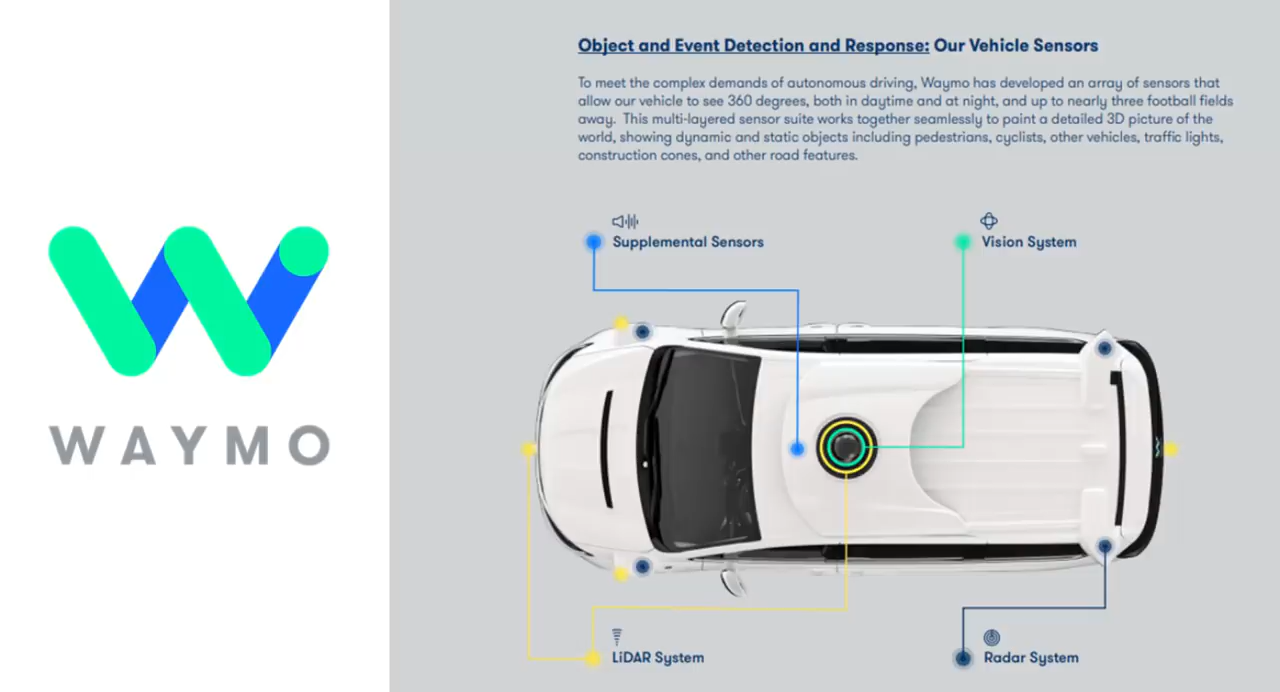 WAYMO
Object and Event Detection and Response: Our Vehicle Sensors
To meet the complex demands of autonomous driving, Waymo has developed an array of sensors that
allow our vehicle to see 360 degrees, both in daytime and at night, and up to nearly three football fields
away. This multi-layered sensor suite works together seamlessly to paint a detailed 3D picture of the
world, showing dynamic and static objects including pedestrians, cyclists, other vehicles, traffic lights,
construction cones, and other road features.
Supplemental Sensors
Vision System
LiDAR System
Radar System